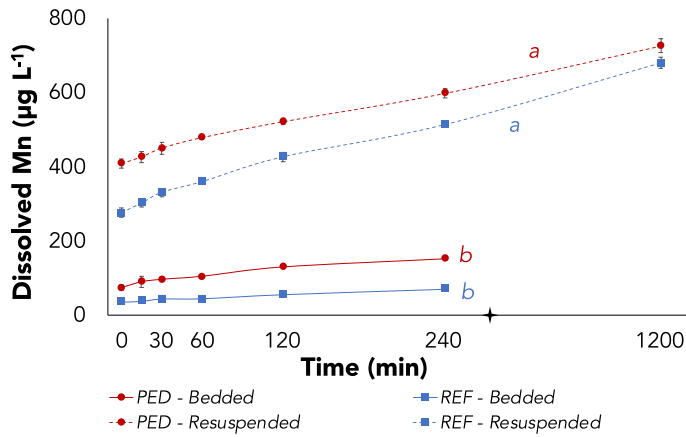 800
600
400
200
0
Dissolved Mn (µg L-1)
a
a
b
b
0 30 60 120 240 1200
Time (min)
PED - Bedded REF - Bedded
PED - Resuspended REF - Resuspended